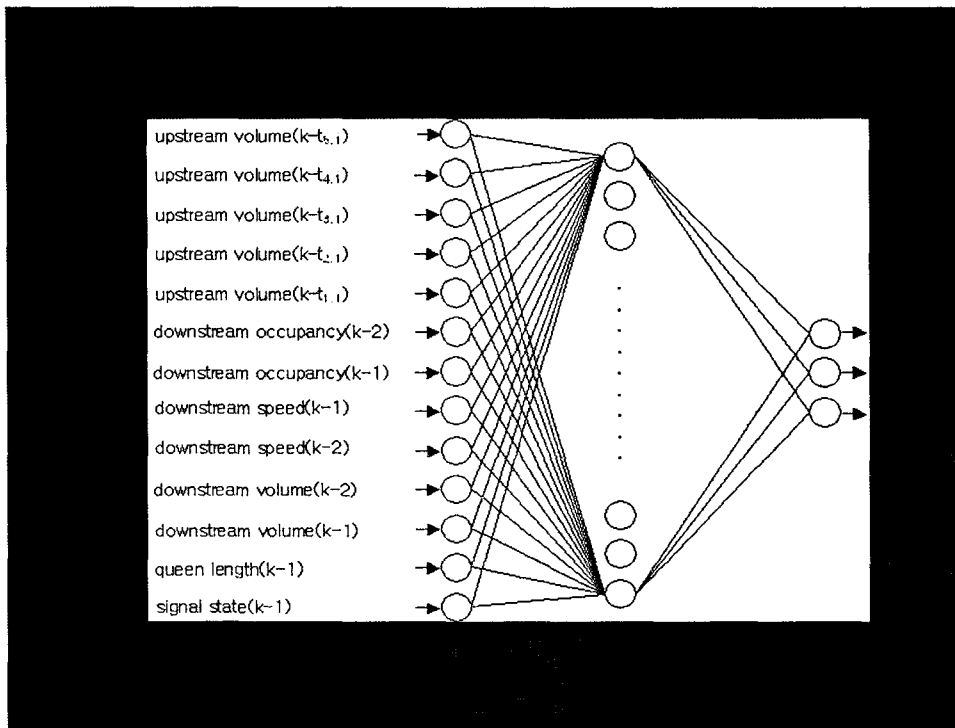 upstream volume(k-t₅.₁)
upstream volume(k-t₄.₁)
upstream volume(k-t₃.₁)
upstream volume(k-t₂.₁)
upstream volume(k-t₁.₁)
downstream occupancy(k-2)
downstream occupancy(k-1)
downstream speed(k-1)
downstream speed(k-2)
downstream volume(k-2)
downstream volume(k-1)
queen length(k-1)
signal state(k-1)